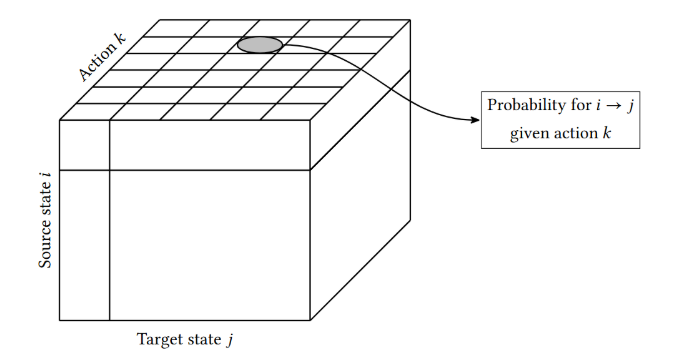 Action k
Probability for i → j
given action k
Source state i
Target state j